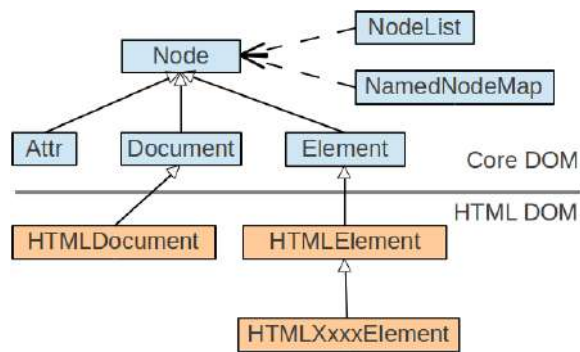 NodeList
Node
NamedNodeMap
Attr
Document
Element
Core DOM
HTML DOM
HTMLDocument
HTMLElement
HTMLXxxxElement